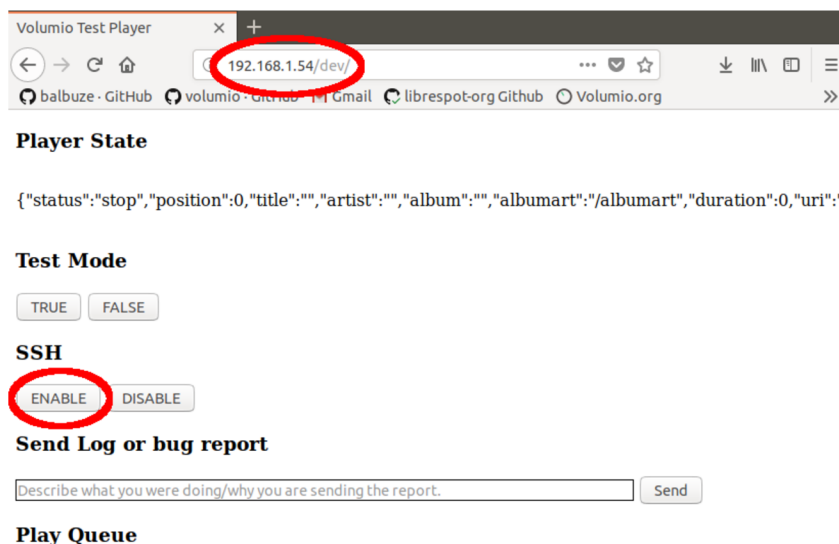 Volumio Test Player
192.168.1.54/dev/
balbuze · GitHub volumio · GitHub Gmail librespot-org Github Volumio.org
Player State
{"status":"stop","position":0,"title":"","artist":"","album":"","albumart":"/albumart","duration":0,"uri":"
Test Mode
TRUE FALSE
SSH
ENABLE DISABLE
Send Log or bug report
Describe what you were doing/why you are sending the report. Send
Play Queue